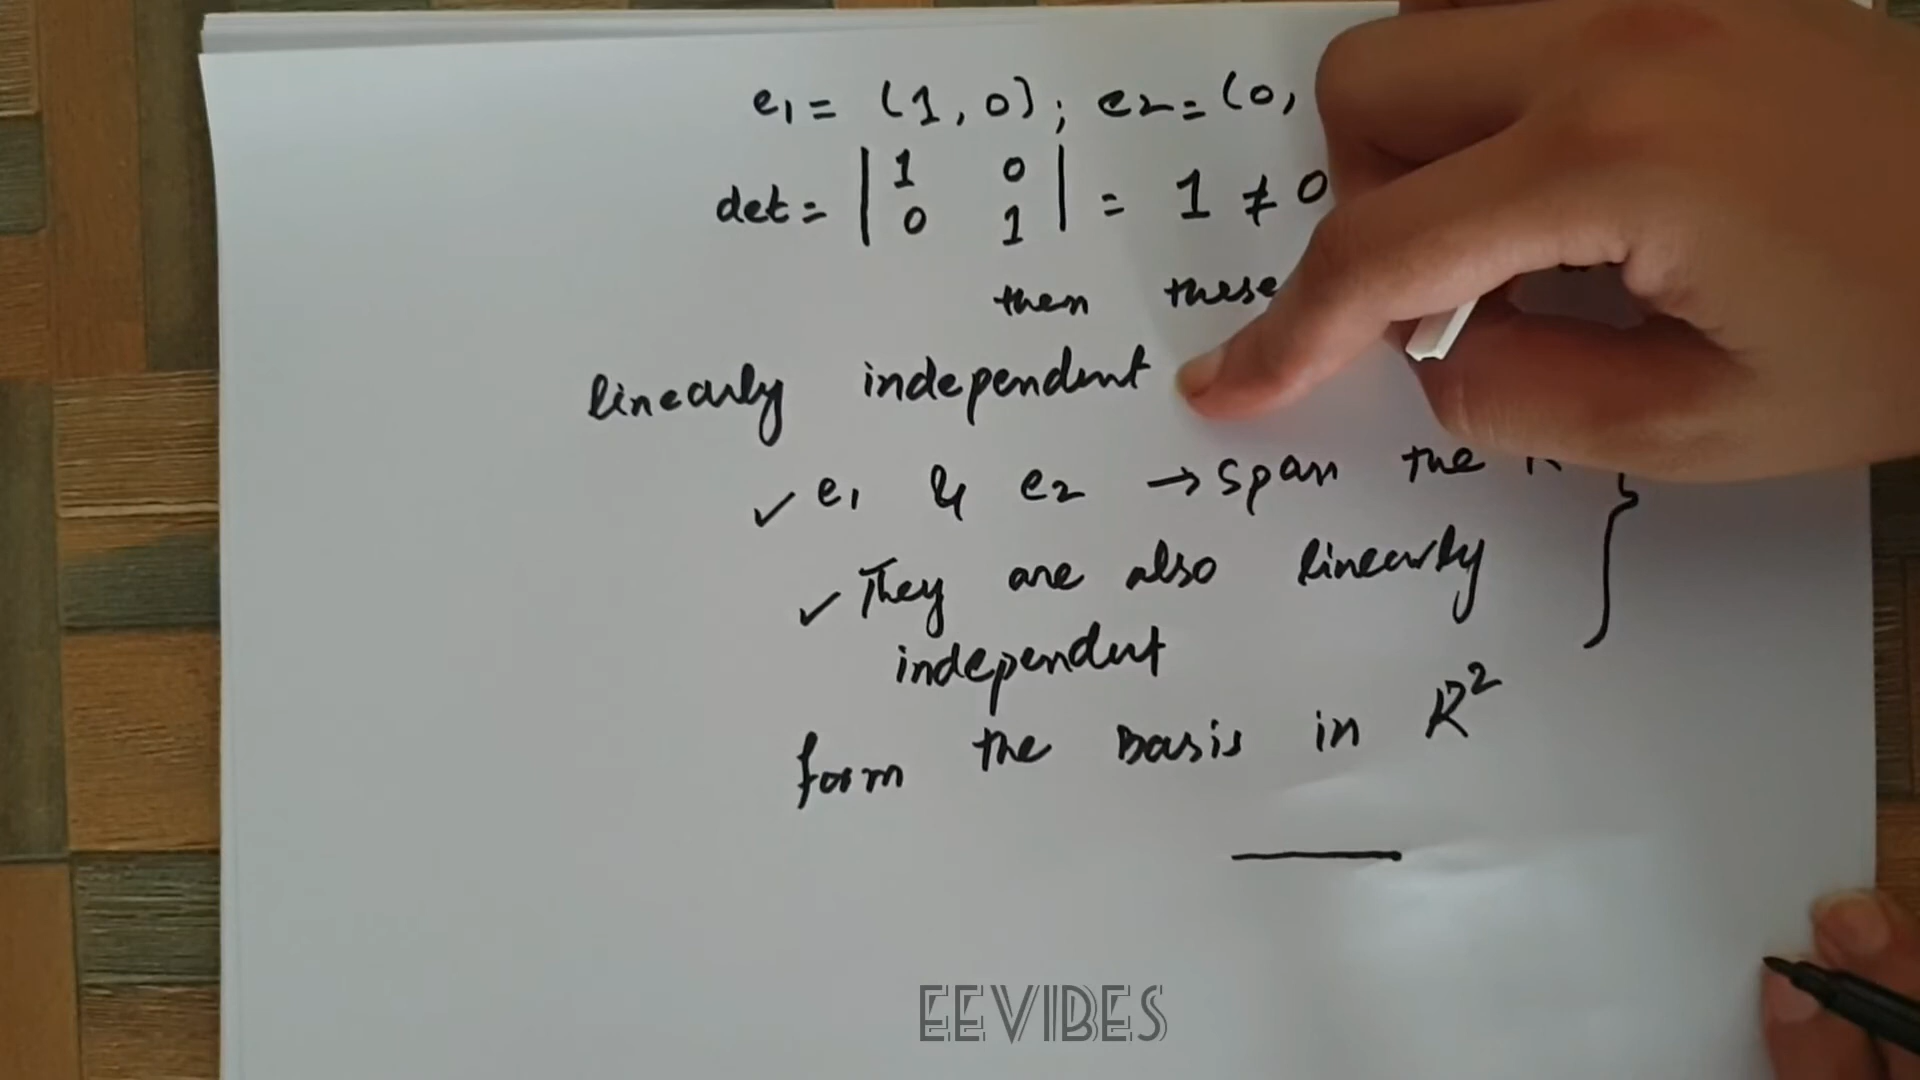 e1 = (1, 0); e2 = (0,
det = | 1 0 | = 1 ≠ 0
0 1
then these
linearly independent
✓ e1 & e2 → span the R
✓ They are also linearly
independent
form the Basis in R²
EEVIBES